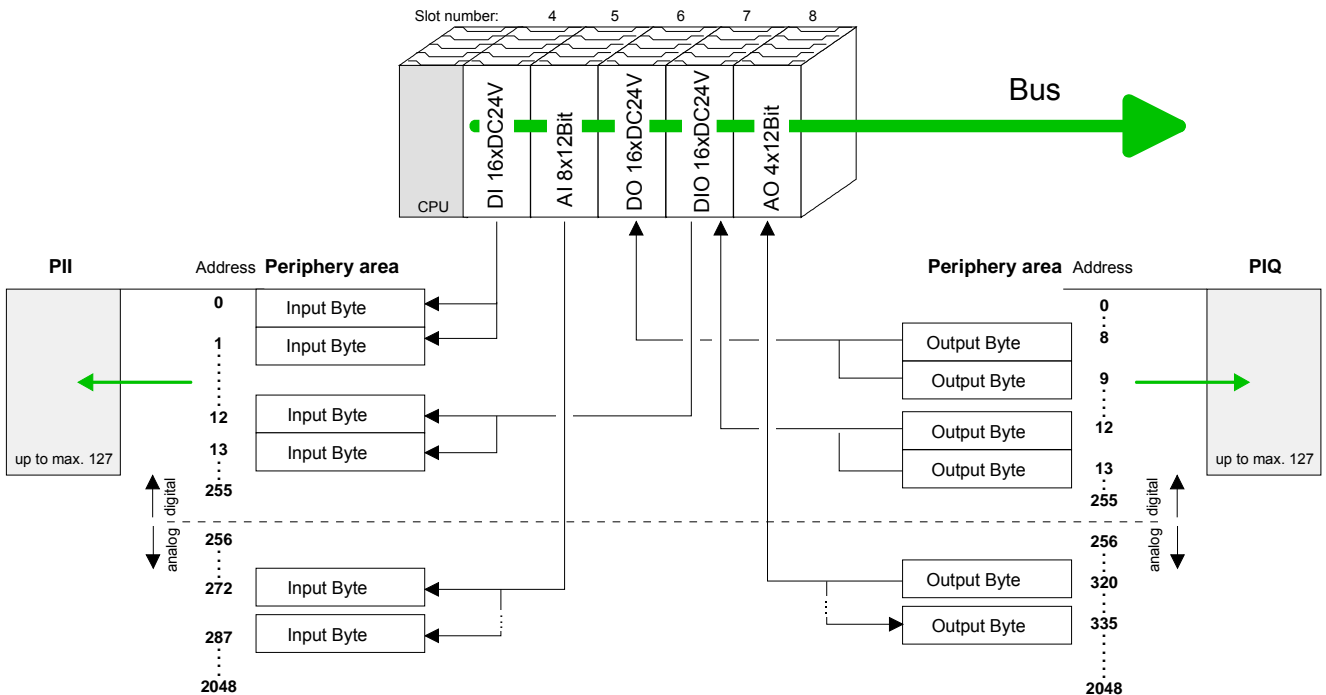 Slot number: 4 5 6 7 8
Bus
DI 16xDC24V
AI 8x12Bit
DO 16xDC24V
DIO 16xDC24V
AO 4x12Bit
CPU
PII
Address Periphery area
0 Input Byte
1 Input Byte
12 Input Byte
13 Input Byte
up to max. 127
255
digital
analog
256
272 Input Byte
287 Input Byte
2048
Periphery area Address
PIQ
0
Output Byte 8
Output Byte 9
Output Byte 12
Output Byte 13
up to max. 127
255
digital
analog
256
Output Byte 320
Output Byte 335
2048